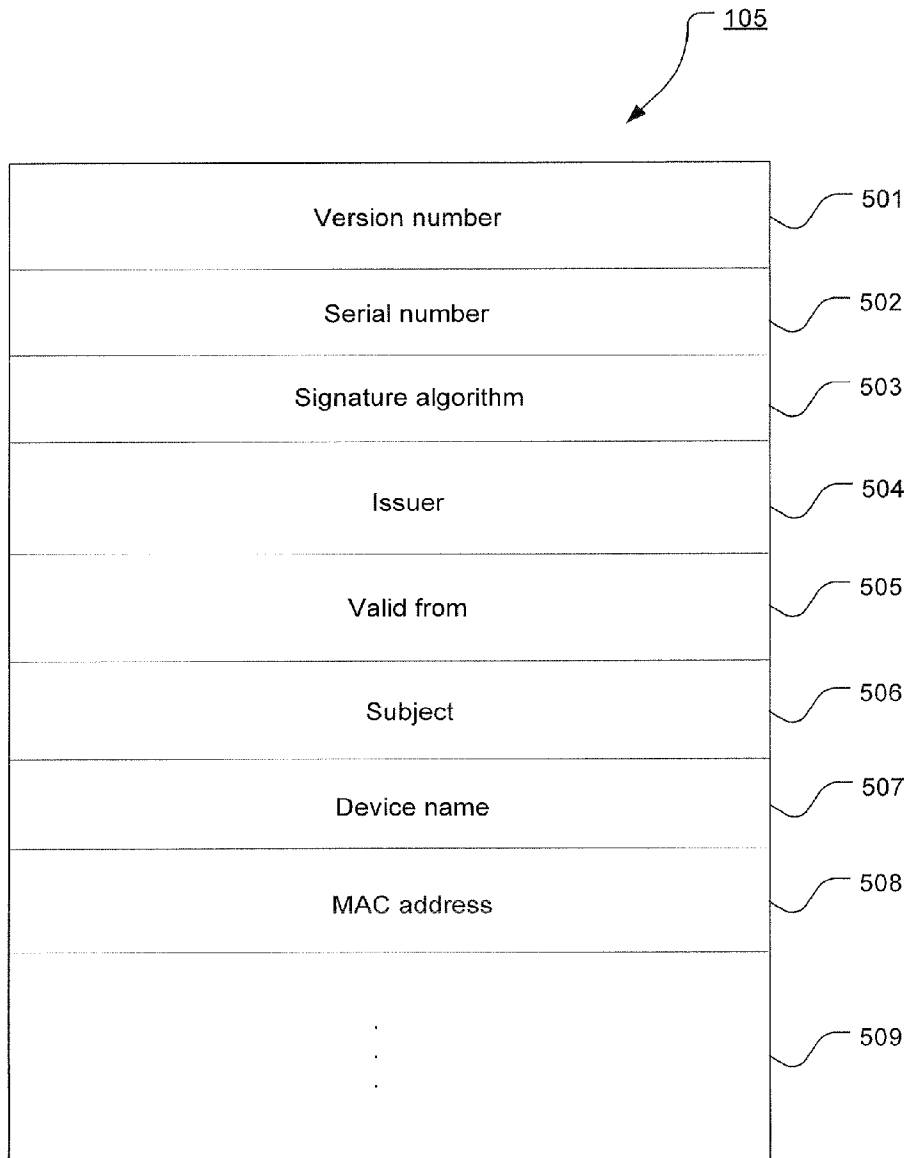 105
Version number 501
Serial number 502
Signature algorithm 503
Issuer 504
Valid from 505
Subject 506
Device name 507
MAC address 508
. . . 509